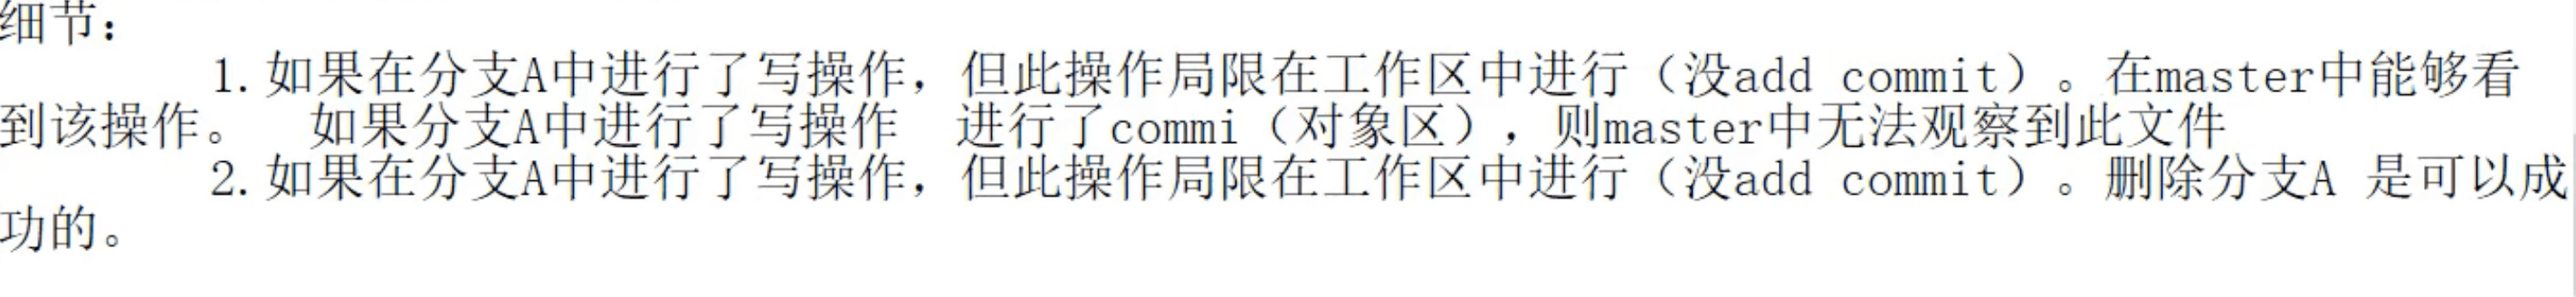 细节：
1.如果在分支A中进行了写操作，但此操作局限在工作区中进行（没add commit）。在master中能够看
到该操作。 如果分支A中进行了写操作 进行了commi（对象区），则master中无法观察到此文件
2.如果在分支A中进行了写操作，但此操作局限在工作区中进行（没add commit）。删除分支A 是可以成
功的。